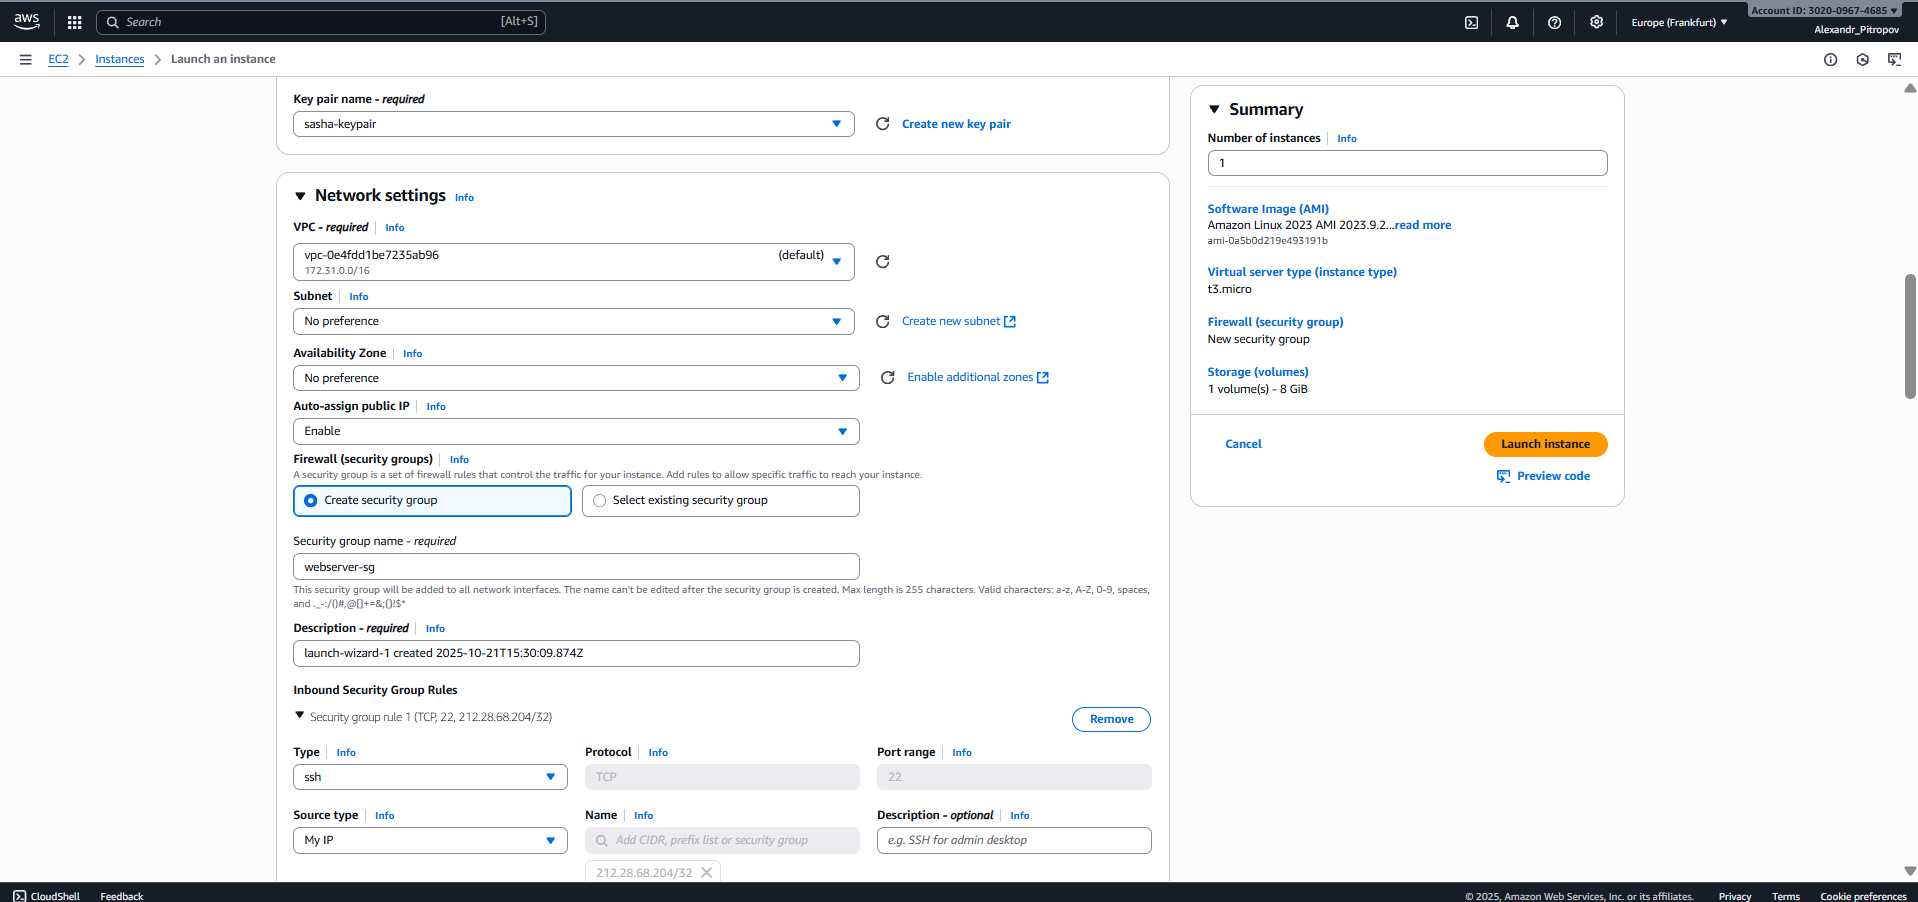 aws
Search [Alt+S]
Europe (Frankfurt)
Account ID: 3020-0967-4685
Alexandr_Pitropov
EC2 Instances Launch an instance
Key pair name - required
sasha-keypair
Create new key pair
Network settings Info
VPC - required Info
vpc-0e4fdd1be7235ab96 (default)
172.31.0.0/16
Subnet Info
No preference
Create new subnet
Availability Zone Info
No preference
Enable additional zones
Auto-assign public IP Info
Enable
Firewall (security groups) Info
A security group is a set of firewall rules that control the traffic for your instance. Add rules to allow specific traffic to reach your instance.
Create security group
Select existing security group
Security group name - required
webserver-sg
This security group will be added to all network interfaces. The name can't be edited after the security group is created. Max length is 255 characters. Valid characters: a-z, A-Z, 0-9, spaces,
and ._-:/()#,@[]+=&;{}!$*
Description - required Info
launch-wizard-1 created 2025-10-21T15:30:09.874Z
Inbound Security Group Rules
Security group rule 1 (TCP, 22, 212.28.68.204/32)
Remove
Type Info
Protocol Info
Port range Info
ssh
TCP
22
Source type Info
Name Info
Description - optional Info
My IP
Add CIDR, prefix list or security group
e.g. SSH for admin desktop
212.28.68.204/32
Summary
Number of instances Info
1
Software Image (AMI)
Amazon Linux 2023 AMI 2023.9.2...read more
ami-0a5b0d219e493191b
Virtual server type (instance type)
t3.micro
Firewall (security group)
New security group
Storage (volumes)
1 volume(s) - 8 GiB
Cancel
Launch instance
Preview code
CloudShell Feedback
© 2025, Amazon Web Services, Inc. or its affiliates. Privacy Terms Cookie preferences